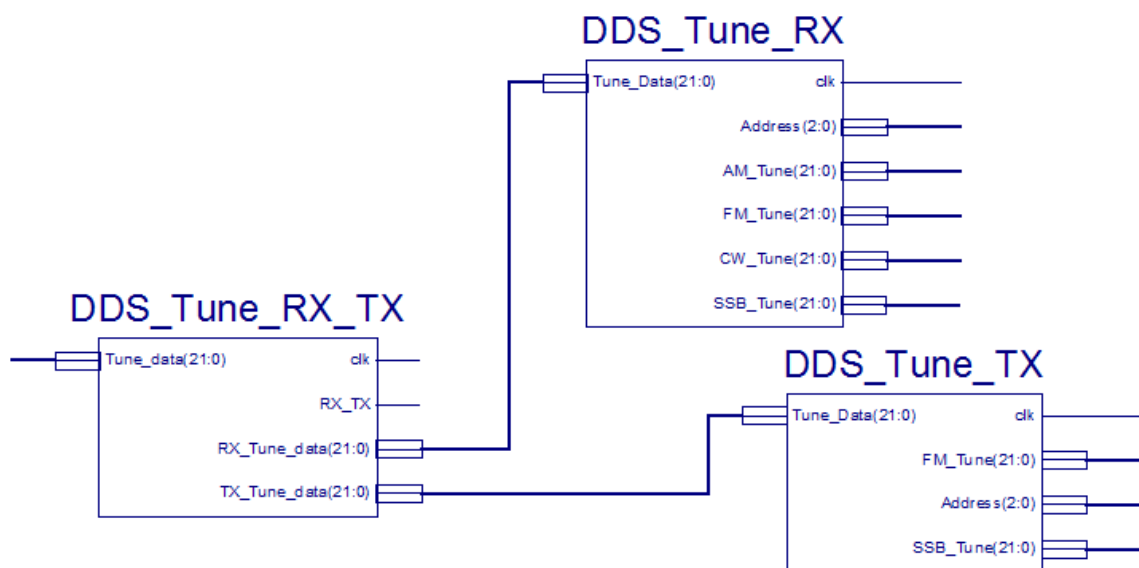 DDS_Tune_RX
Tune_Data(21:0)
clk
Address(2:0)
AM_Tune(21:0)
FM_Tune(21:0)
CW_Tune(21:0)
SSB_Tune(21:0)
DDS_Tune_RX_TX
Tune_data(21:0)
clk
RX_TX
RX_Tune_data(21:0)
TX_Tune_data(21:0)
DDS_Tune_TX
Tune_Data(21:0)
clk
FM_Tune(21:0)
Address(2:0)
SSB_Tune(21:0)